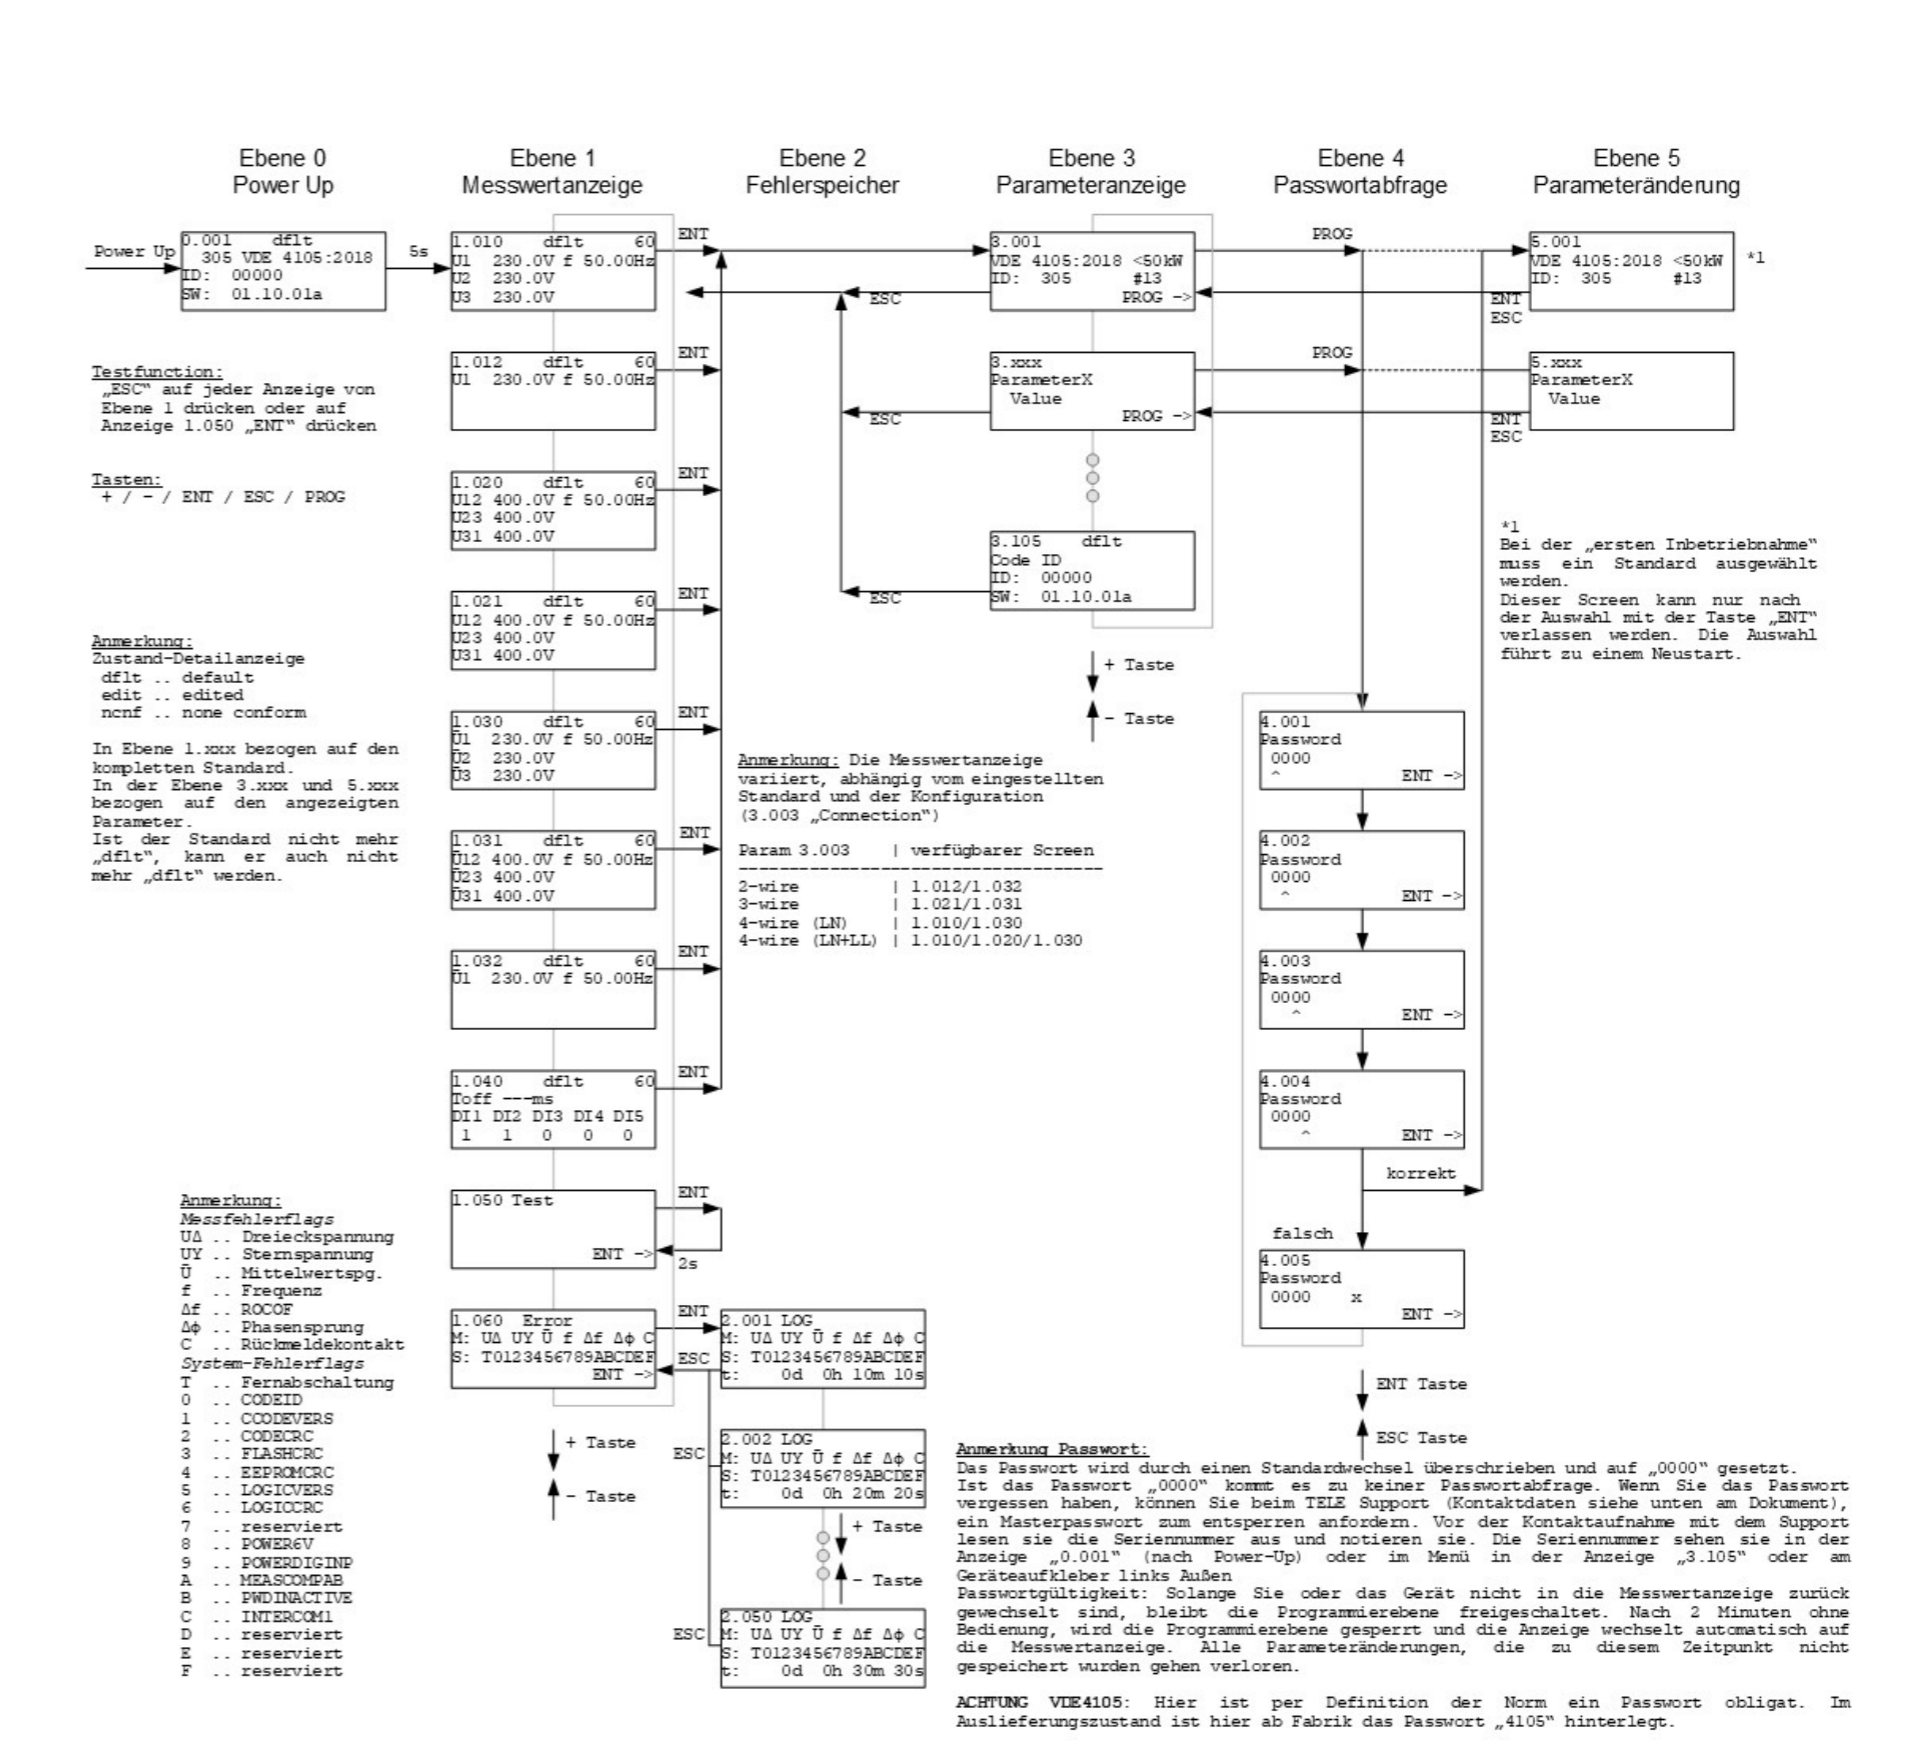 Ebene 0
Power Up
Ebene 1
Messwertanzeige
Ebene 2
Fehlerspeicher
Ebene 3
Parameteranzeige
Ebene 4
Passwortabfrage
Ebene 5
Parameteränderung
Power Up
0.001 dflt
305 VDE 4105:2018
ID: 00000
SW: 01.10.01a
5s
1.010 dflt 60
U1 230.0V f 50.00Hz
U2 230.0V
U3 230.0V
ENT
ESC
3.001
VDE 4105:2018 <50kW
ID: 305 #13
PROG ->
PROG
5.001
VDE 4105:2018 <50kW
ID: 305 #13
*1
ENT
ESC
Testfunction:
„ESC“ auf jeder Anzeige von
Ebene 1 drücken oder auf
Anzeige 1.050 „ENT“ drücken
1.012 dflt 60
U1 230.0V f 50.00Hz
ENT
ESC
3.xxx
ParameterX
Value
PROG ->
PROG
5.xxx
ParameterX
Value
ENT
ESC
Tasten:
+ / - / ENT / ESC / PROG
1.020 dflt 60
U12 400.0V f 50.00Hz
U23 400.0V
U31 400.0V
ENT
3.105 dflt
Code ID
ID: 00000
SW: 01.10.01a
ESC
*1
Bei der „ersten Inbetriebnahme“
muss ein Standard ausgewählt
werden.
Dieser Screen kann nur nach
der Auswahl mit der Taste „ENT“
verlassen werden. Die Auswahl
führt zu einem Neustart.
1.021 dflt 60
U12 400.0V f 50.00Hz
U23 400.0V
U31 400.0V
ENT
+ Taste
- Taste
Anmerkung:
Zustand-Detailanzeige
dflt .. default
edit .. edited
ncnf .. none conform
In Ebene 1.xxx bezogen auf den
kompletten Standard.
In der Ebene 3.xxx und 5.xxx
bezogen auf den angezeigten
Parameter.
Ist der Standard nicht mehr
„dflt“, kann er auch nicht
mehr „dflt“ werden.
1.030 dflt 60
Ū1 230.0V f 50.00Hz
Ū2 230.0V
Ū3 230.0V
ENT
1.031 dflt 60
Ū12 400.0V f 50.00Hz
Ū23 400.0V
Ū31 400.0V
ENT
1.032 dflt 60
Ū1 230.0V f 50.00Hz
ENT
1.040 dflt 60
Toff ---ms
DI1 DI2 DI3 DI4 DI5
1 1 0 0 0
ENT
Anmerkung: Die Messwertanzeige
variiert, abhängig vom eingestellten
Standard und der Konfiguration
(3.003 „Connection“)
Param 3.003 | verfügbarer Screen
-----------------------------------
2-wire | 1.012/1.032
3-wire | 1.021/1.031
4-wire (LN) | 1.010/1.030
4-wire (LN+LL) | 1.010/1.020/1.030
4.001
Password
0000
^
ENT ->
4.002
Password
0000
^
ENT ->
4.003
Password
0000
^
ENT ->
4.004
Password
0000
^
ENT ->
korrekt
falsch
4.005
Password
0000 x
ENT ->
ENT Taste
ESC Taste
Anmerkung:
Messfehlerflags
UΔ .. Dreieckspannung
UY .. Sternspannung
Ū .. Mittelwertspg.
f .. Frequenz
Δf .. ROCOF
Δφ .. Phasensprung
C .. Rückmeldekontakt
System-Fehlerflags
T .. Fernabschaltung
0 .. CODEID
1 .. CCODEVERS
2 .. CODECRC
3 .. FLASHCRC
4 .. EEPROMCRC
5 .. LOGICVERS
6 .. LOGICCRC
7 .. reserviert
8 .. POWER6V
9 .. POWERDIGINP
A .. MEASCOMPAB
B .. PWDINACTIVE
C .. INTERCOM1
D .. reserviert
E .. reserviert
F .. reserviert
1.050 Test
ENT ->
ENT
2s
1.060 Error
M: UΔ UY Ū f Δf Δφ C
S: T0123456789ABCDEF
ENT ->
ENT
ESC
2.001 LOG
M: UΔ UY Ū f Δf Δφ C
S: T0123456789ABCDEF
t: 0d 0h 10m 10s
+ Taste
- Taste
ESC
2.002 LOG
M: UΔ UY Ū f Δf Δφ C
S: T0123456789ABCDEF
t: 0d 0h 20m 20s
+ Taste
- Taste
ESC
2.050 LOG
M: UΔ UY Ū f Δf Δφ C
S: T0123456789ABCDEF
t: 0d 0h 30m 30s
Anmerkung Passwort:
Das Passwort wird durch einen Standardwechsel überschrieben und auf „0000“ gesetzt.
Ist das Passwort „0000“ kommt es zu keiner Passwortabfrage. Wenn Sie das Passwort
vergessen haben, können Sie beim TELE Support (Kontaktdaten siehe unten am Dokument),
ein Masterpasswort zum entsperren anfordern. Vor der Kontaktaufnahme mit dem Support
lesen sie die Seriennummer aus und notieren sie. Die Seriennummer sehen sie in der
Anzeige „0.001“ (nach Power-Up) oder im Menü in der Anzeige „3.105“ oder am
Geräteaufkleber links Außen
Passwortgültigkeit: Solange Sie oder das Gerät nicht in die Messwertanzeige zurück
gewechselt sind, bleibt die Programmierebene freigeschaltet. Nach 2 Minuten ohne
Bedienung, wird die Programmierebene gesperrt und die Anzeige wechselt automatisch auf
die Messwertanzeige. Alle Parameteränderungen, die zu diesem Zeitpunkt nicht
gespeichert wurden gehen verloren.
ACHTUNG VDE4105: Hier ist per Definition der Norm ein Passwort obligat. Im
Auslieferungszustand ist hier ab Fabrik das Passwort „4105“ hinterlegt.